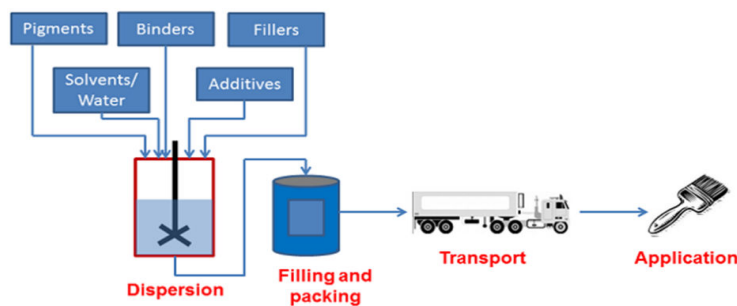 Pigments
Binders
Fillers
Solvents/
Water
Additives
Dispersion
Filling and
packing
Transport
Application